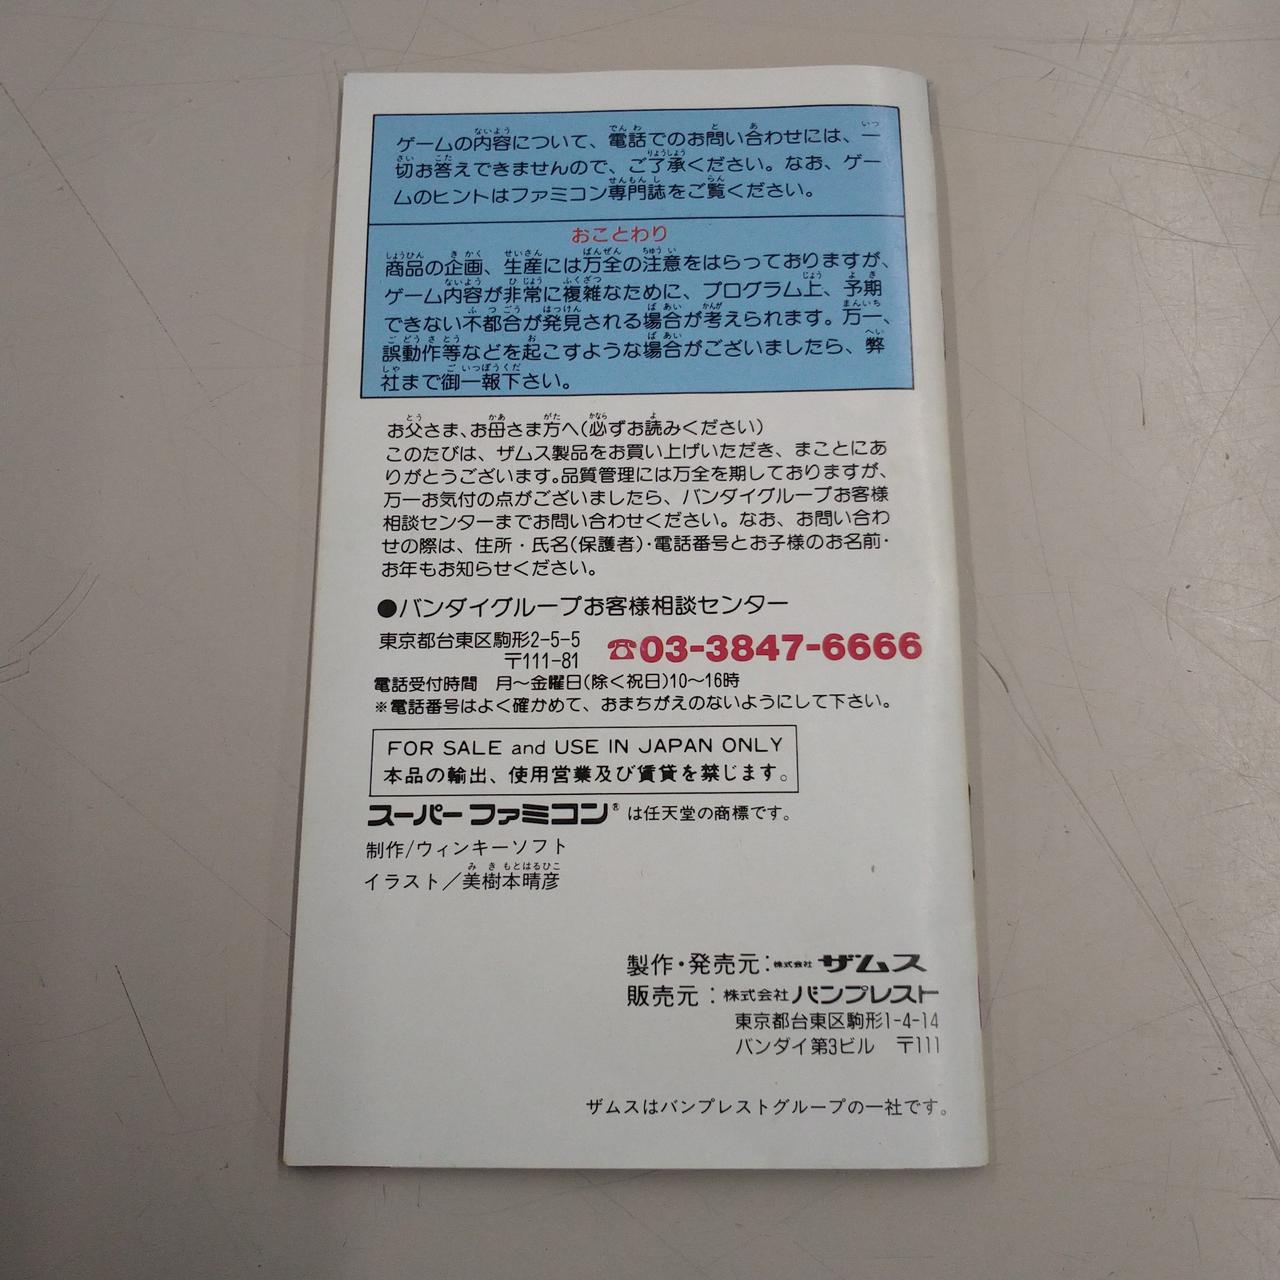 ゲームの内容について、電話でのお問い合わせには、一
切お答えできませんので、ご了承ください。なお、ゲー
ムのヒントはファミコン専門誌をご覧ください。
おことわり
商品の企画、生産には万全の注意をはらっておりますが、
ゲーム内容が非常に複雑なために、プログラム上、予期
できない不都合が発見される場合が考えられます。万一、
誤動作等などを起こすような場合がございましたら、弊
社まで御一報下さい。
お父さま、お母さま方へ(必ずお読みください)
このたびは、ザムス製品をお買い上げいただき、まことにあ
りがとうございます。品質管理には万全を期しておりますが、
万一お気付の点がございましたら、バンダイグループお客様
相談センターまでお問い合わせください。なお、お問い合わ
せの際は、住所・氏名(保護者)・電話番号とお子様のお名前・
お年もお知らせください。
●バンダイグループお客様相談センター
東京都台東区駒形2-5-5
〒111-81
☎03-3847-6666
電話受付時間 月〜金曜日(除く祝日)10〜16時
※電話番号はよく確かめて、おまちがえのないようにして下さい。
FOR SALE and USE IN JAPAN ONLY
本品の輸出、使用営業及び賃貸を禁じます。
スーパーファミコン®は任天堂の商標です。
制作/ウィンキーソフト
イラスト/美樹本晴彦
製作・発売元:株式会社ザムス
販売元:株式会社バンプレスト
東京都台東区駒形1-4-14
バンダイ第3ビル 〒111
ザムスはバンプレストグループの一社です。